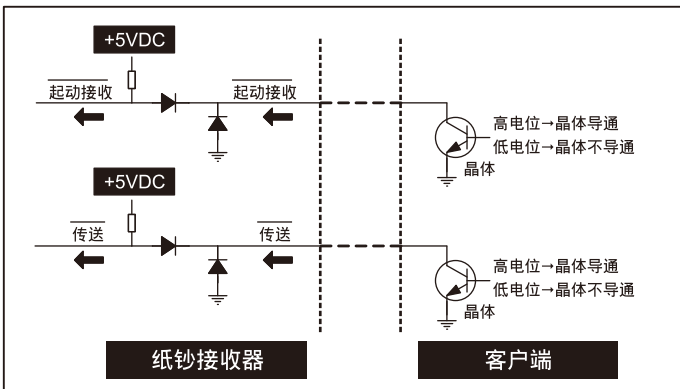 +5VDC
起动接收
起动接收
高电位→晶体导通
低电位→晶体不导通
晶体
+5VDC
传送
传送
高电位→晶体导通
低电位→晶体不导通
晶体
纸钞接收器
客户端